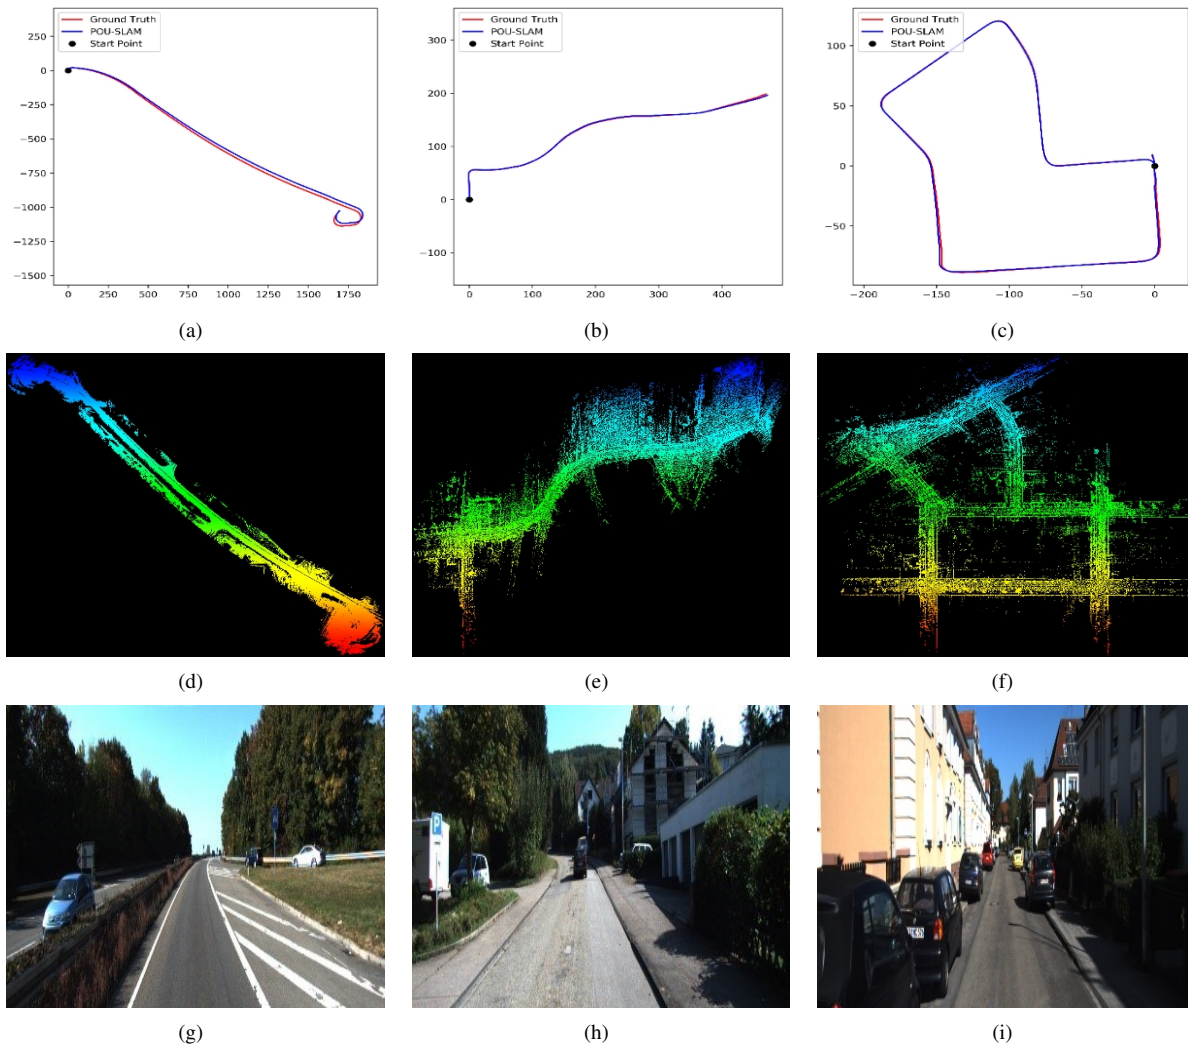 Ground Truth
POU-SLAM
Start Point
250
0
−250
−500
−750
−1000
−1250
−1500
0 250 500 750 1000 1250 1500 1750
(a)
Ground Truth
POU-SLAM
Start Point
300
200
100
0
−100
0 100 200 300 400
(b)
Ground Truth
POU-SLAM
Start Point
100
50
0
−50
−200 −150 −100 −50 0
(c)
(d) (e) (f)
P
(g) (h) (i)